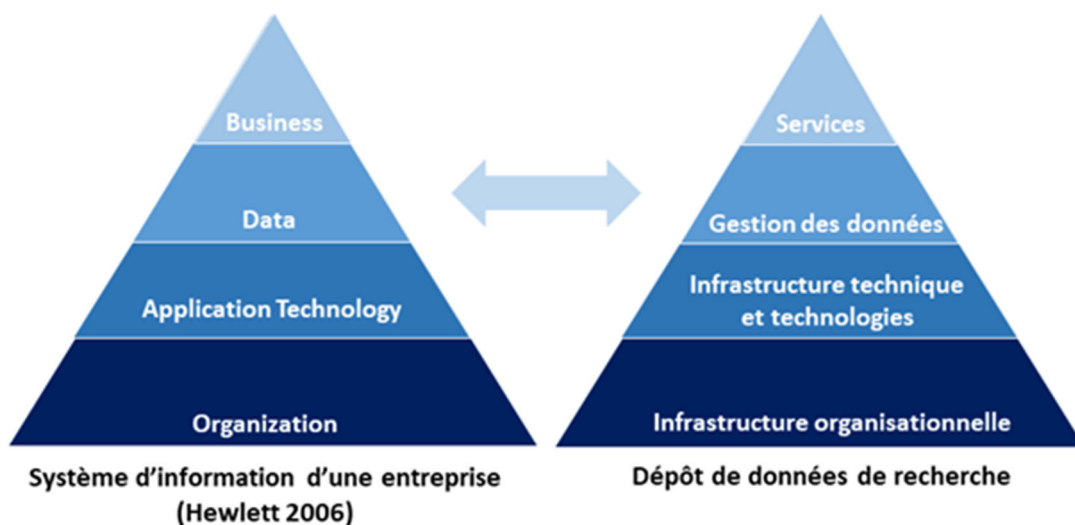 Business
Data
Application Technology
Organization
Système d'information d'une entreprise
(Hewlett 2006)
Services
Gestion des données
Infrastructure technique
et technologies
Infrastructure organisationnelle
Dépôt de données de recherche